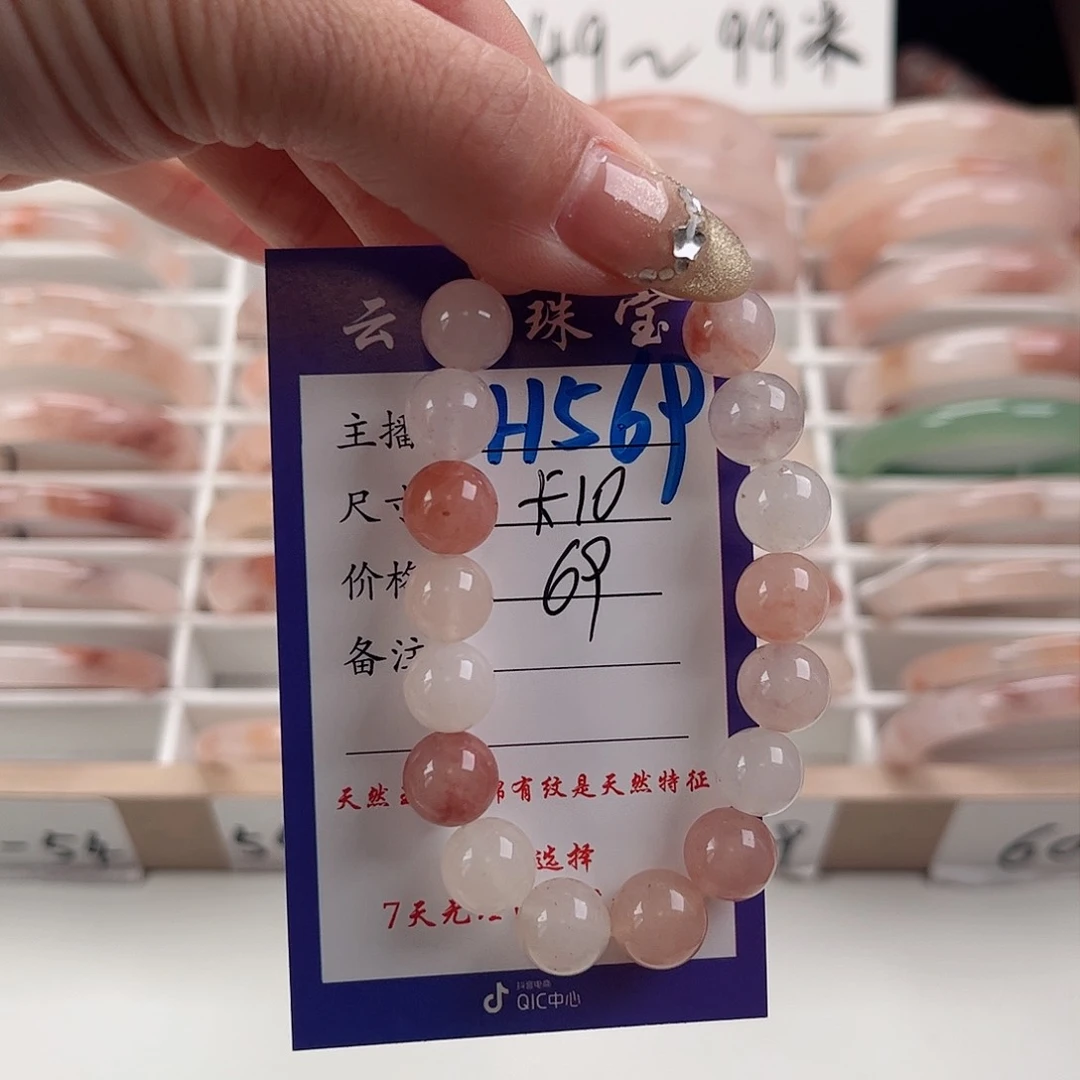 49~99米
云 珠宝
主播 H569
尺寸 卡10
价格 69
备注
天然 有纹是天然特征
选择
7天无
-54
60
抖音电商
QIC中心